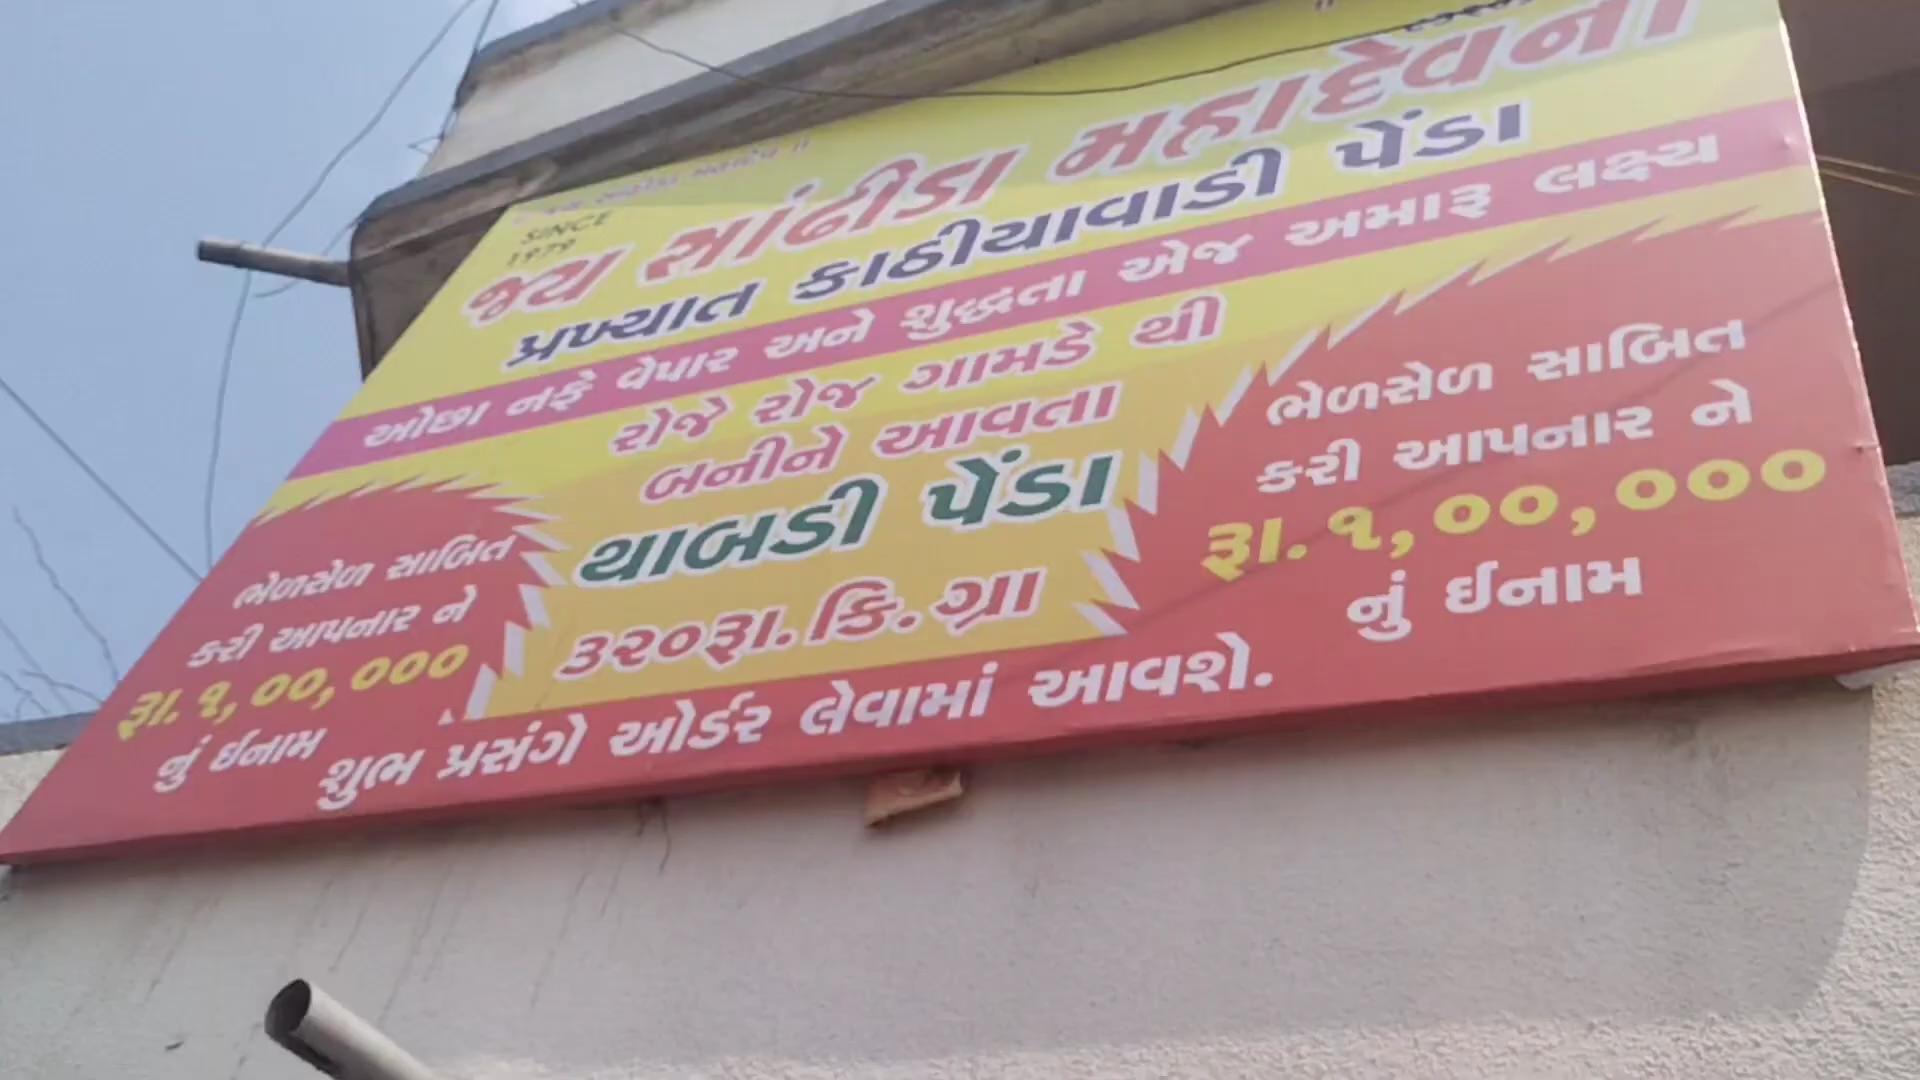 SINCE
1979
જય સાંઢીડા મહાદેવના
પ્રખ્યાત કાઠીયાવાડી પેંડા
ઓછા નફે વેપાર અને શુદ્ધતા એજ અમારૂ લક્ષ્ય
રોજે રોજ ગામડે થી
બનીને આવતા
થાબડી પેંડા
૩૨૦રૂા. કિ. ગ્રા
ભેળસેળ સાબિત
કરી આપનાર ને
રૂા. ૧,૦૦,૦૦૦
નું ઈનામ
ભેળસેળ સાબિત
કરી આપનાર ને
રૂા. ૧,૦૦,૦૦૦
નું ઈનામ
શુભ પ્રસંગે ઓર્ડર લેવામાં આવશે.